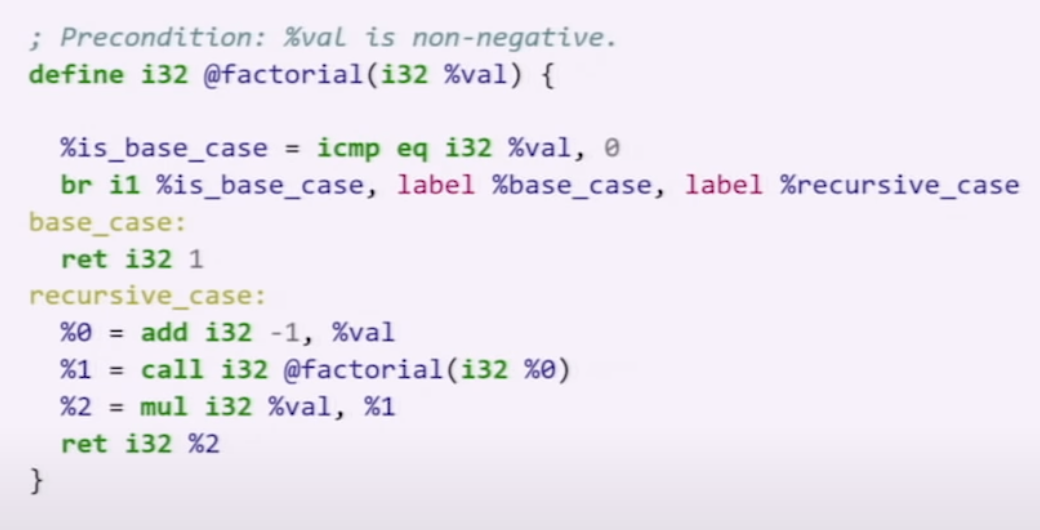 ; Precondition: %val is non-negative.
define i32 @factorial(i32 %val) {
%is_base_case = icmp eq i32 %val, 0
br i1 %is_base_case, label %base_case, label %recursive_case
base_case:
ret i32 1
recursive_case:
%0 = add i32 -1, %val
%1 = call i32 @factorial(i32 %0)
%2 = mul i32 %val, %1
ret i32 %2
}